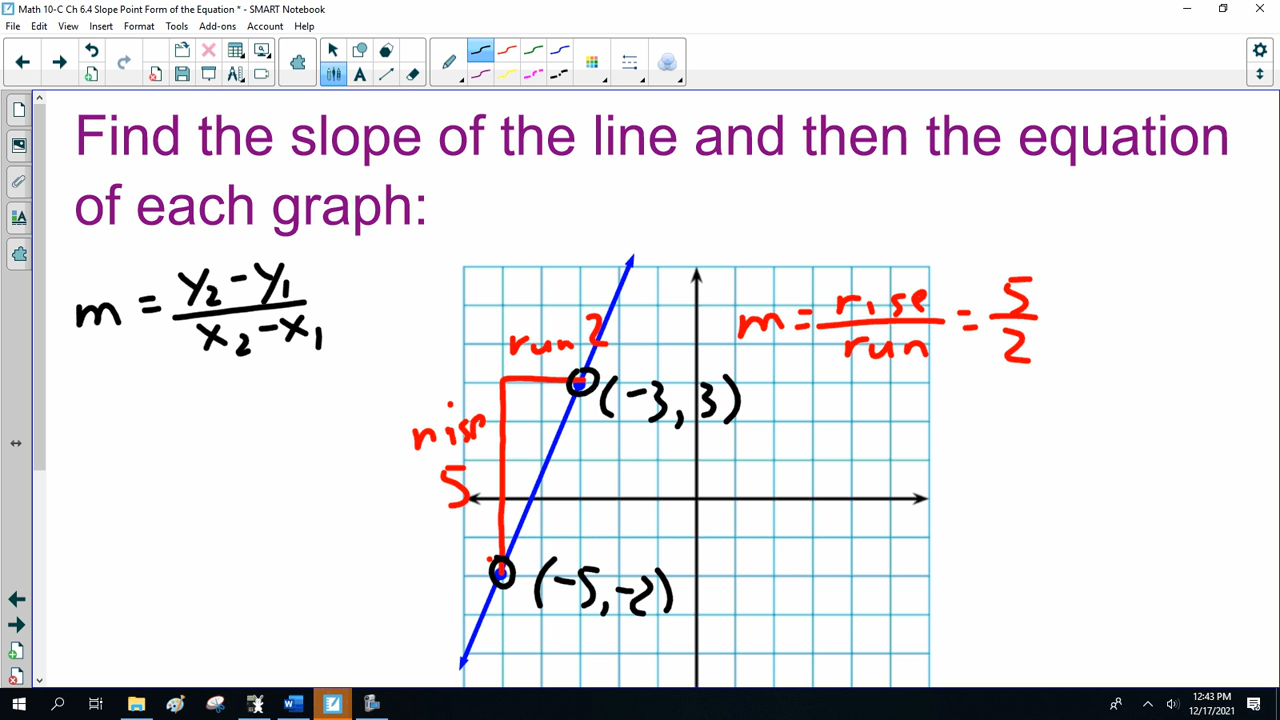 Math 10-C Ch 6.4 Slope Point Form of the Equation * - SMART Notebook
File Edit View Insert Format Tools Add-ons Account Help
Find the slope of the line and then the equation
of each graph:
m = y₂ - y₁ / x₂ - x₁
m = rise / run = 5 / 2
run 2
(-3, 3)
rise
5
(-5, -2)
12:43 PM
12/17/2021